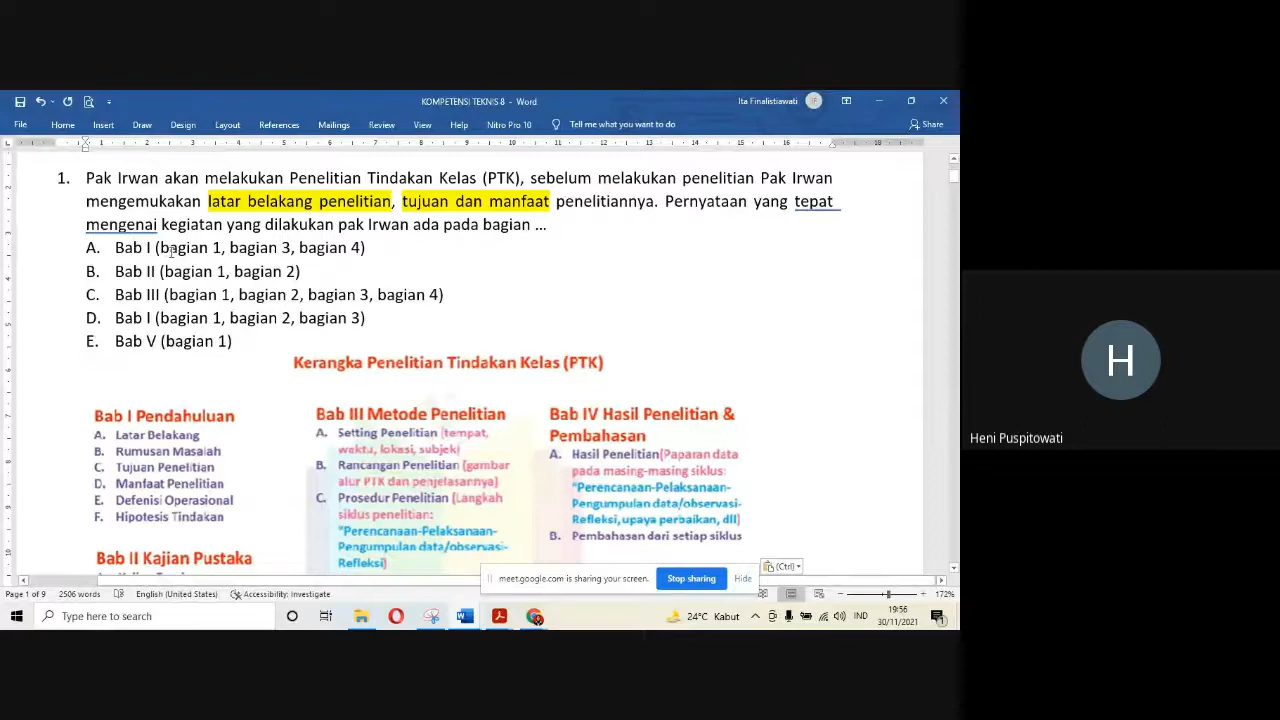 KOMPETENSI TEKNIS 8 - Word
Ita Finalistiawati
IF
File Home Insert Draw Design Layout References Mailings Review View Help Nitro Pro 10 Tell me what you want to do Share
1. Pak Irwan akan melakukan Penelitian Tindakan Kelas (PTK), sebelum melakukan penelitian Pak Irwan
mengemukakan latar belakang penelitian, tujuan dan manfaat penelitiannya. Pernyataan yang tepat
mengenai kegiatan yang dilakukan pak Irwan ada pada bagian ...
A. Bab I (bagian 1, bagian 3, bagian 4)
B. Bab II (bagian 1, bagian 2)
C. Bab III (bagian 1, bagian 2, bagian 3, bagian 4)
D. Bab I (bagian 1, bagian 2, bagian 3)
E. Bab V (bagian 1)
Kerangka Penelitian Tindakan Kelas (PTK)
Bab I Pendahuluan
A. Latar Belakang
B. Rumusan Masalah
C. Tujuan Penelitian
D. Manfaat Penelitian
E. Defenisi Operasional
F. Hipotesis Tindakan
Bab II Kajian Pustaka
Bab III Metode Penelitian
A. Setting Penelitian (tempat,
waktu, lokasi, subjek)
B. Rancangan Penelitian (gambar
alur PTK dan penjelasannya)
C. Prosedur Penelitian (Langkah
siklus penelitian:
"Perencanaan-Pelaksanaan-
Pengumpulan data/observasi-
Refleksi)
Bab IV Hasil Penelitian &
Pembahasan
A. Hasil Penelitian(Paparan data
pada masing-masing siklus:
"Perencanaan-Pelaksanaan-
Pengumpulan data/observasi-
Refleksi, upaya perbaikan, dll)
B. Pembahasan dari setiap siklus
(Ctrl)
meet.google.com is sharing your screen. Stop sharing Hide
Page 1 of 9 2506 words English (United States) Accessibility: Investigate 172%
Type here to search
24°C Kabut IND 19:56
30/11/2021
H
Heni Puspitowati